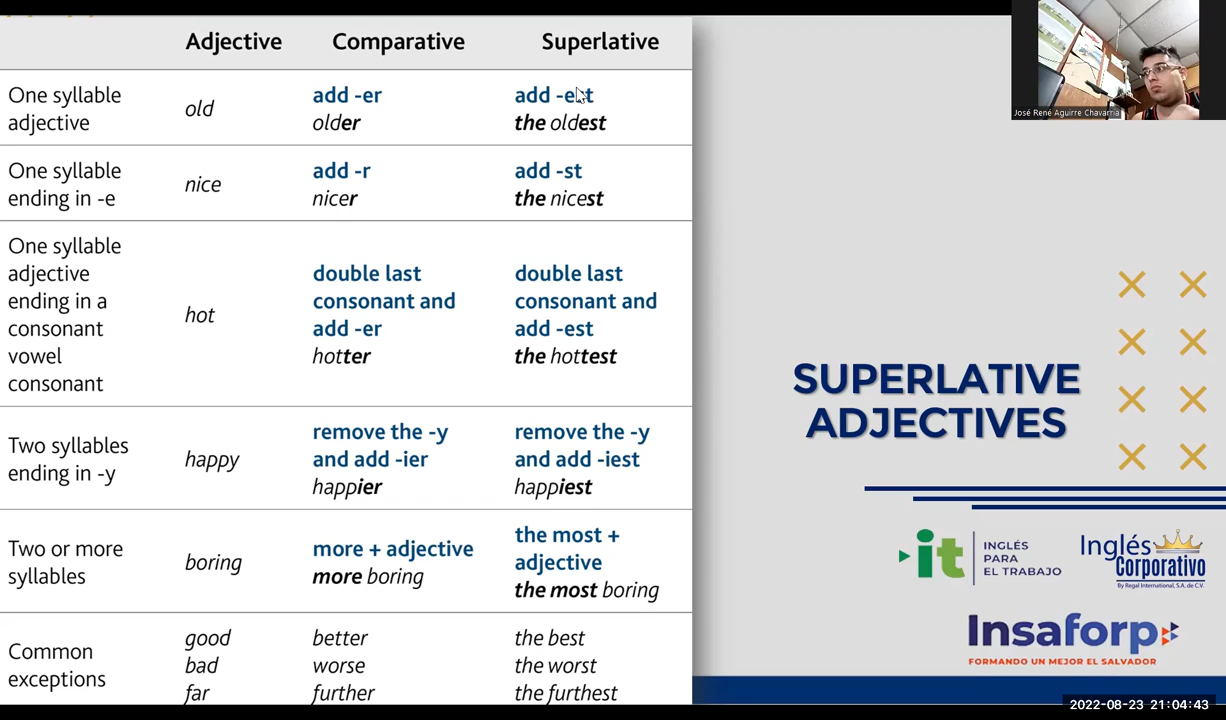 Adjective Comparative Superlative
One syllable adjective old add -er older add -est the oldest
One syllable ending in -e nice add -r nicer add -st the nicest
One syllable adjective ending in a consonant vowel consonant hot double last consonant and add -er hotter double last consonant and add -est the hottest
Two syllables ending in -y happy remove the -y and add -ier happier remove the -y and add -iest happiest
Two or more syllables boring more + adjective more boring the most + adjective the most boring
Common exceptions
good better the best
bad worse the worst
far further the furthest
José René Aguirre Chavarria
SUPERLATIVE
ADJECTIVES
it
INGLÉS
PARA
EL TRABAJO
Inglés
Corporativo
By Regal International, S.A. de C.V.
Insaforp
FORMANDO UN MEJOR EL SALVADOR
2022-08-23 21:04:43